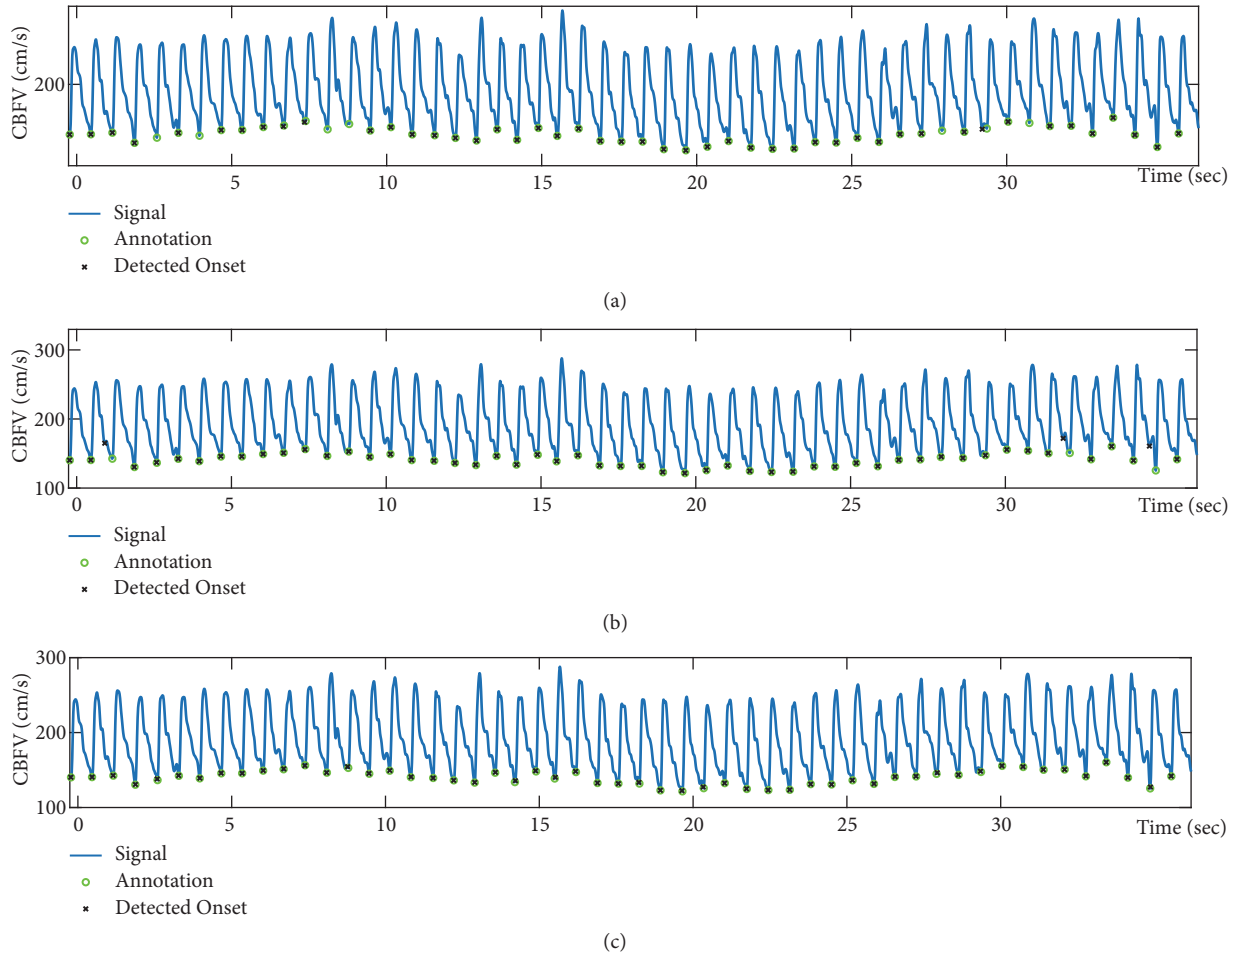 CBFV (cm/s)
200
0 5 10 15 20 25 30 Time (sec)
Signal
Annotation
Detected Onset
(a)
CBFV (cm/s)
300
200
100
0 5 10 15 20 25 30 Time (sec)
Signal
Annotation
Detected Onset
(b)
CBFV (cm/s)
300
200
100
0 5 10 15 20 25 30 Time (sec)
Signal
Annotation
Detected Onset
(c)